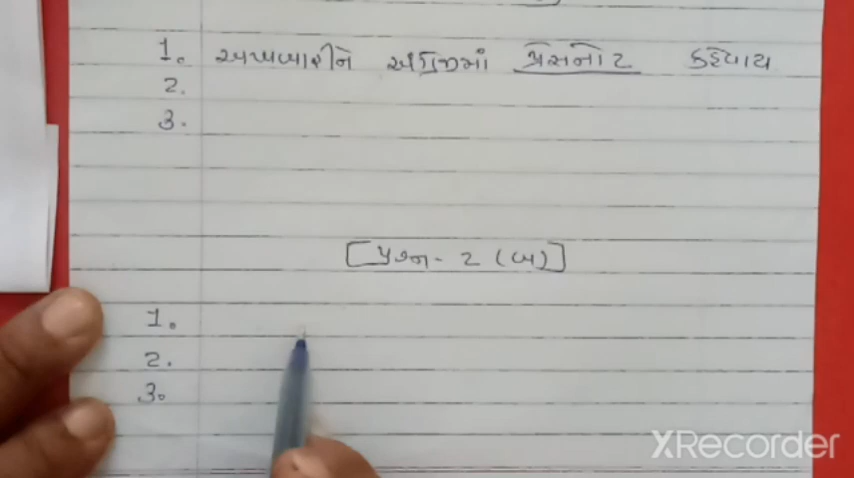 1. અખબારીને અંગ્રેજીમાં પ્રેસનોટ કહેવાય
2.
3.
[પ્રશ્ન - 2 (બ)]
1.
2.
3.
XRecorder